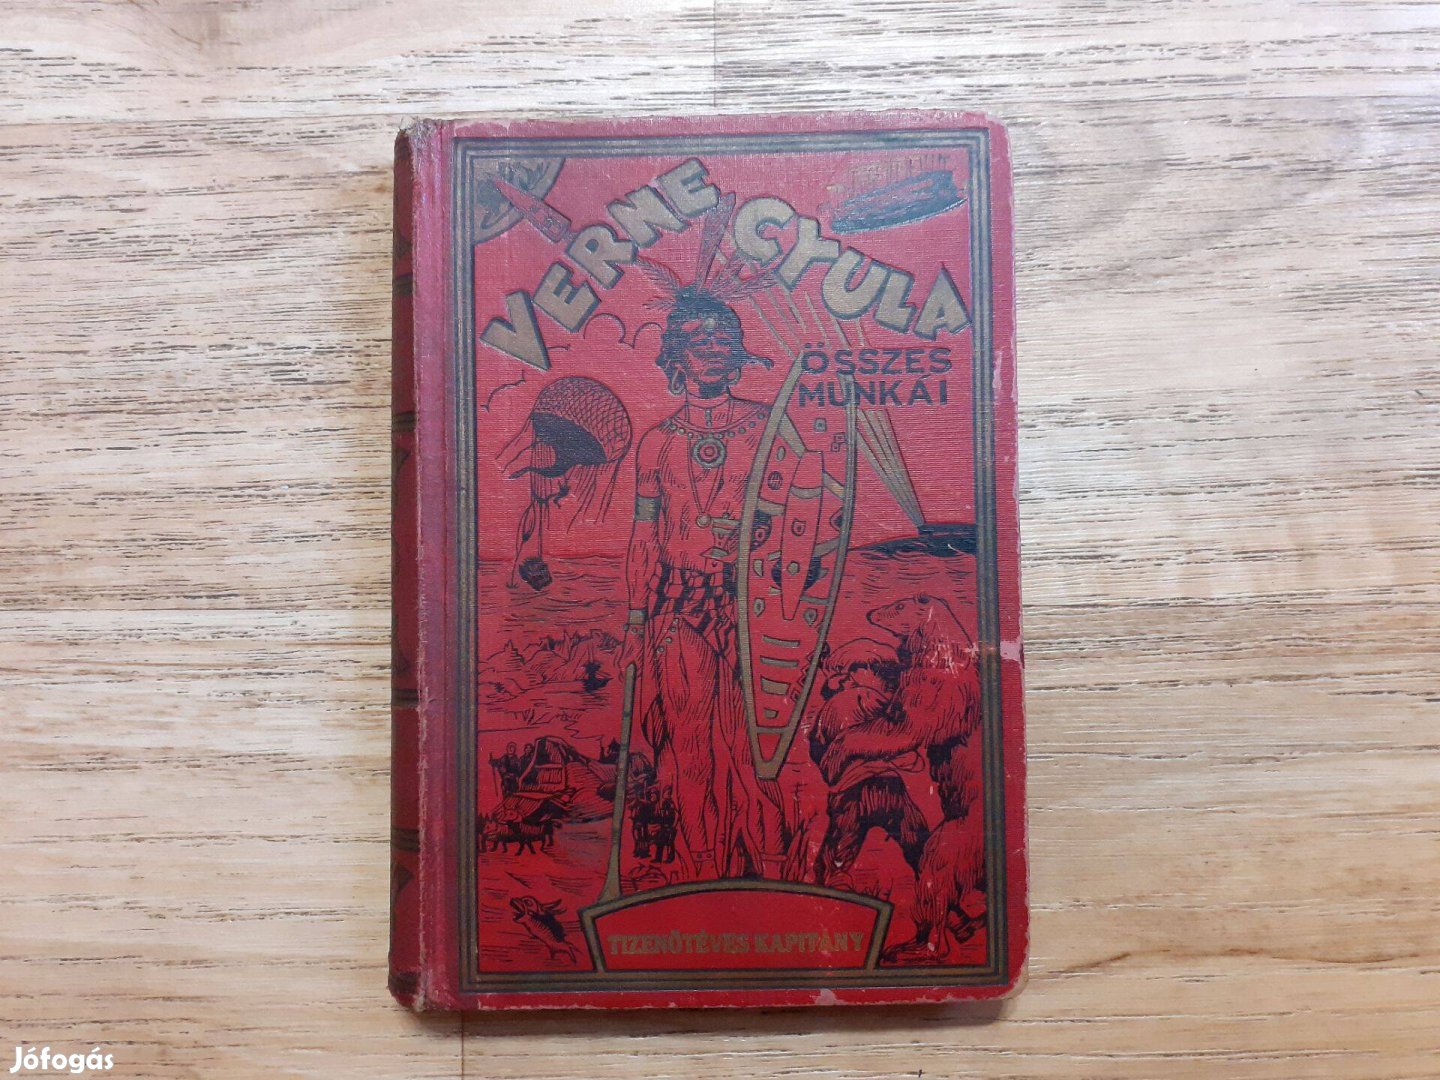 VERNE GYULA
ÖSSZES
MUNKÁI
TIZENÖTÉVES KAPITÁNY
Jófogás